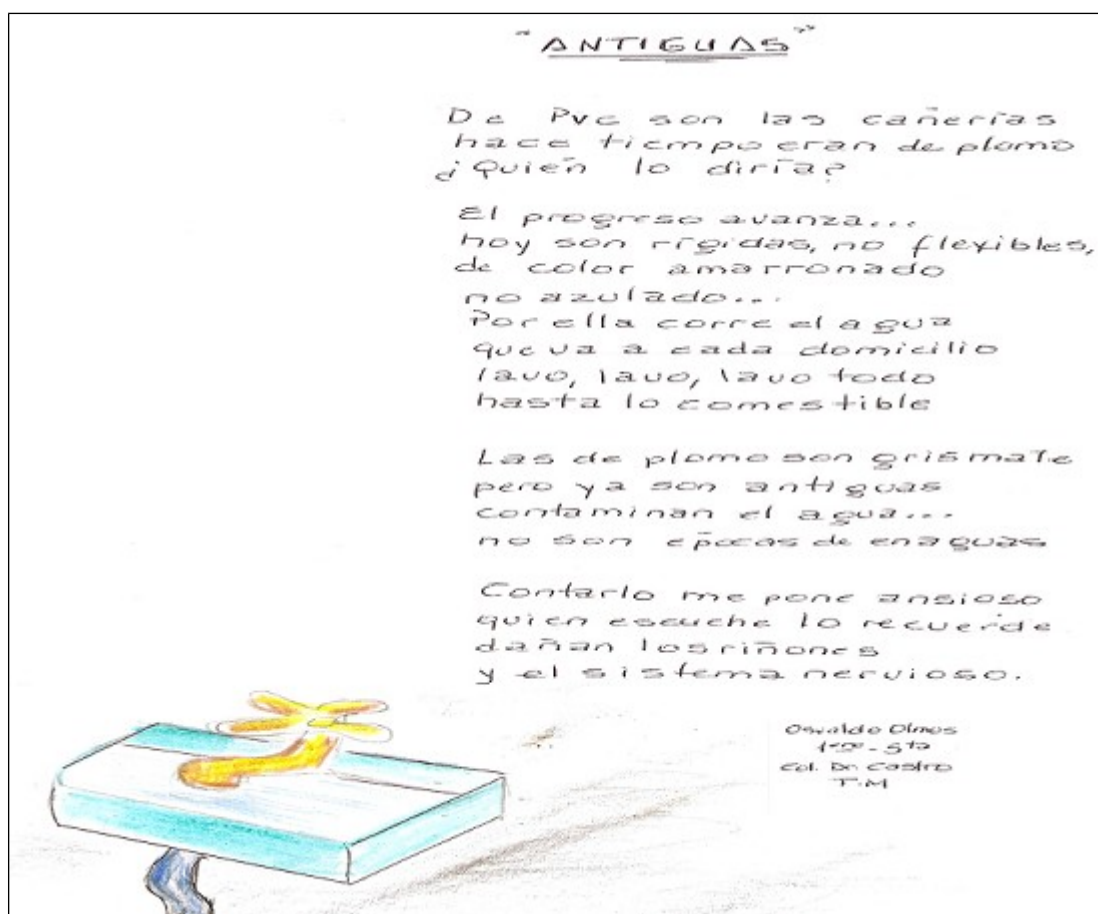 "ANTIGUAS"
De Pvc son las cañerías
hace tiempo eran de plomo
¿Quién lo diría?
El progreso avanza...
hoy son rígidas, no flexibles,
de color amarronado
no azulado...
Por ella corre el agua
que va a cada domicilio
lavo, lavo, lavo todo
hasta lo comestible
Las de plomo son gris mate
pero ya son antiguas
contaminan el agua...
no son épocas de enaguas
Contarlo me pone ansioso
quien escuche lo recuerde
dañan los riñones
y el sistema nervioso.
Osvaldo Olmos
1ero - 5ta
Col. Dr. Castro
T.M